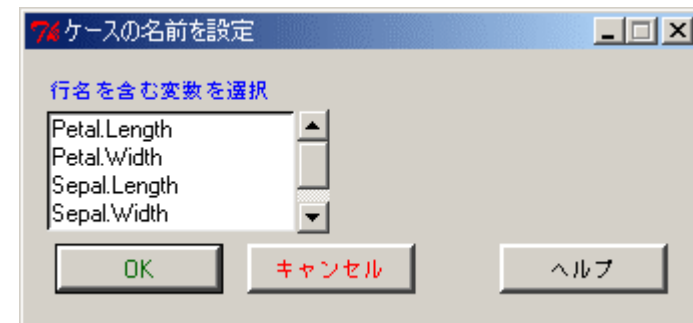 ケースの名前を設定
行名を含む変数を選択
Petal.Length
Petal.Width
Sepal.Length
Sepal.Width
OK キャンセル ヘルプ